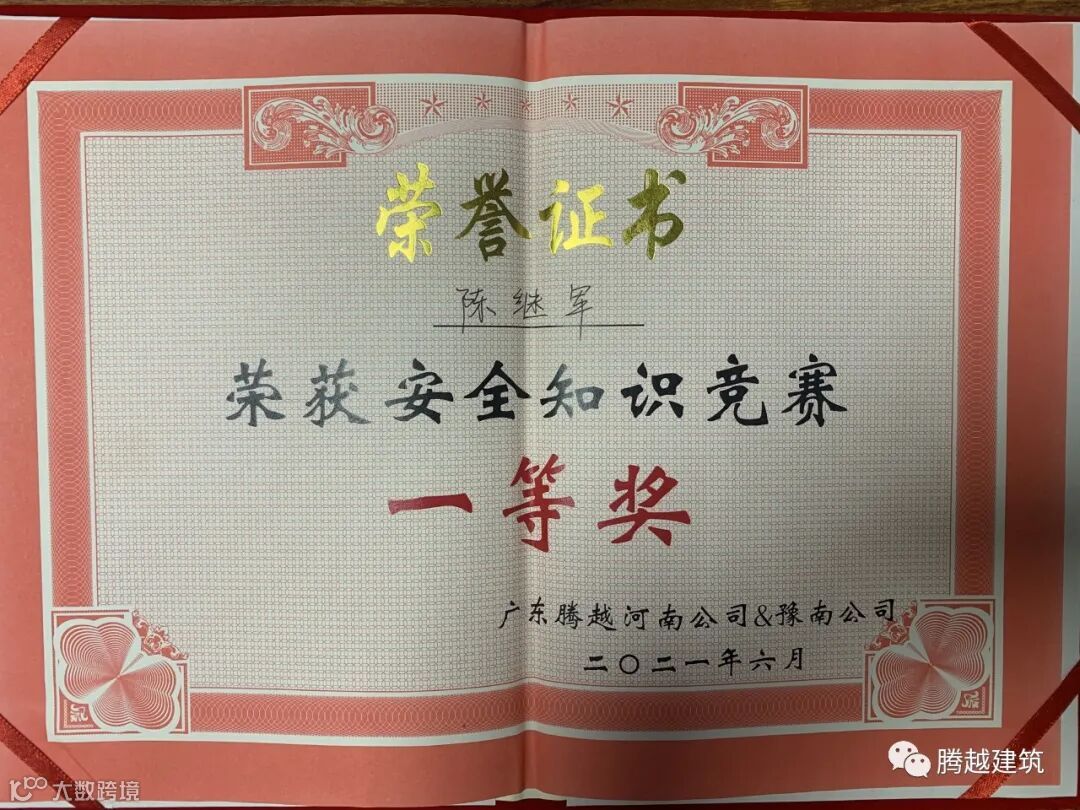 荣誉证书
陈继军
荣获安全知识竞赛
一等奖
广东腾越河南公司&豫南公司
二〇二一年六月
腾越建筑
大数跨境